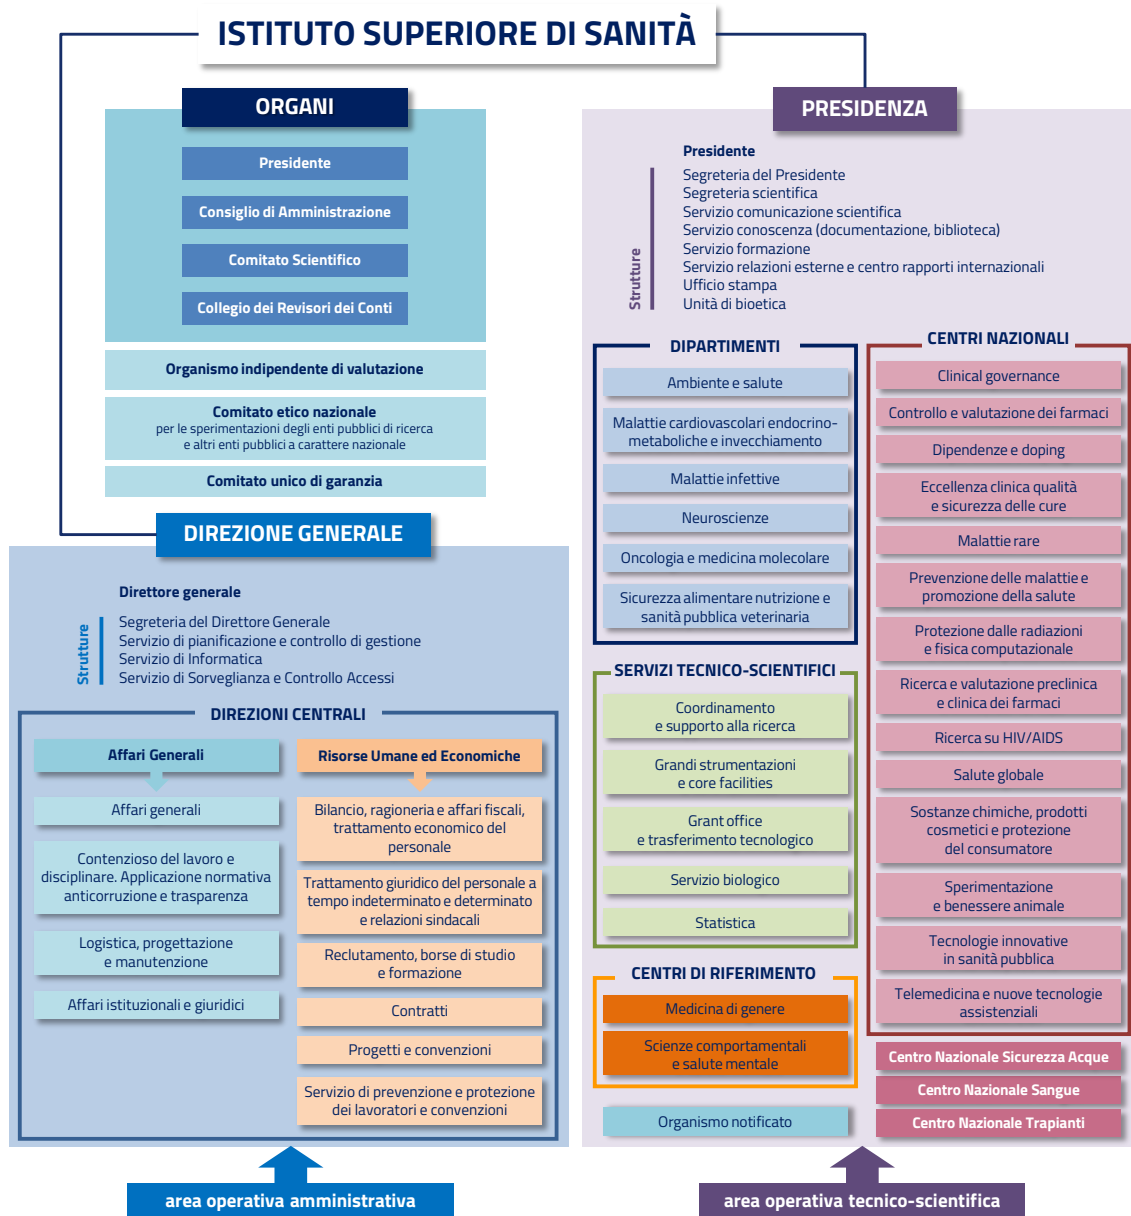 ISTITUTO SUPERIORE DI SANITÀ
ORGANI
Presidente
Consiglio di Amministrazione
Comitato Scientifico
Collegio dei Revisori dei Conti
Organismo indipendente di valutazione
Comitato etico nazionale
per le sperimentazioni degli enti pubblici di ricerca
e altri enti pubblici a carattere nazionale
Comitato unico di garanzia
DIREZIONE GENERALE
Direttore generale
Strutture
Segreteria del Direttore Generale
Servizio di pianificazione e controllo di gestione
Servizio di Informatica
Servizio di Sorveglianza e Controllo Accessi
DIREZIONI CENTRALI
Affari Generali
Affari generali
Contenzioso del lavoro e
disciplinare. Applicazione normativa
anticorruzione e trasparenza
Logistica, progettazione
e manutenzione
Affari istituzionali e giuridici
Risorse Umane ed Economiche
Bilancio, ragioneria e affari fiscali,
trattamento economico del
personale
Trattamento giuridico del personale a
tempo indeterminato e determinato
e relazioni sindacali
Reclutamento, borse di studio
e formazione
Contratti
Progetti e convenzioni
Servizio di prevenzione e protezione
dei lavoratori e convenzioni
area operativa amministrativa
PRESIDENZA
Presidente
Strutture
Segreteria del Presidente
Segreteria scientifica
Servizio comunicazione scientifica
Servizio conoscenza (documentazione, biblioteca)
Servizio formazione
Servizio relazioni esterne e centro rapporti internazionali
Ufficio stampa
Unità di bioetica
DIPARTIMENTI
Ambiente e salute
Malattie cardiovascolari endocrino-
metaboliche e invecchiamento
Malattie infettive
Neuroscienze
Oncologia e medicina molecolare
Sicurezza alimentare nutrizione e
sanità pubblica veterinaria
SERVIZI TECNICO-SCIENTIFICI
Coordinamento
e supporto alla ricerca
Grandi strumentazioni
e core facilities
Grant office
e trasferimento tecnologico
Servizio biologico
Statistica
CENTRI DI RIFERIMENTO
Medicina di genere
Scienze comportamentali
e salute mentale
Organismo notificato
CENTRI NAZIONALI
Clinical governance
Controllo e valutazione dei farmaci
Dipendenze e doping
Eccellenza clinica qualità
e sicurezza delle cure
Malattie rare
Prevenzione delle malattie e
promozione della salute
Protezione dalle radiazioni
e fisica computazionale
Ricerca e valutazione preclinica
e clinica dei farmaci
Ricerca su HIV/AIDS
Salute globale
Sostanze chimiche, prodotti
cosmetici e protezione
del consumatore
Sperimentazione
e benessere animale
Tecnologie innovative
in sanità pubblica
Telemedicina e nuove tecnologie
assistenziali
Centro Nazionale Sicurezza Acque
Centro Nazionale Sangue
Centro Nazionale Trapianti
area operativa tecnico-scientifica